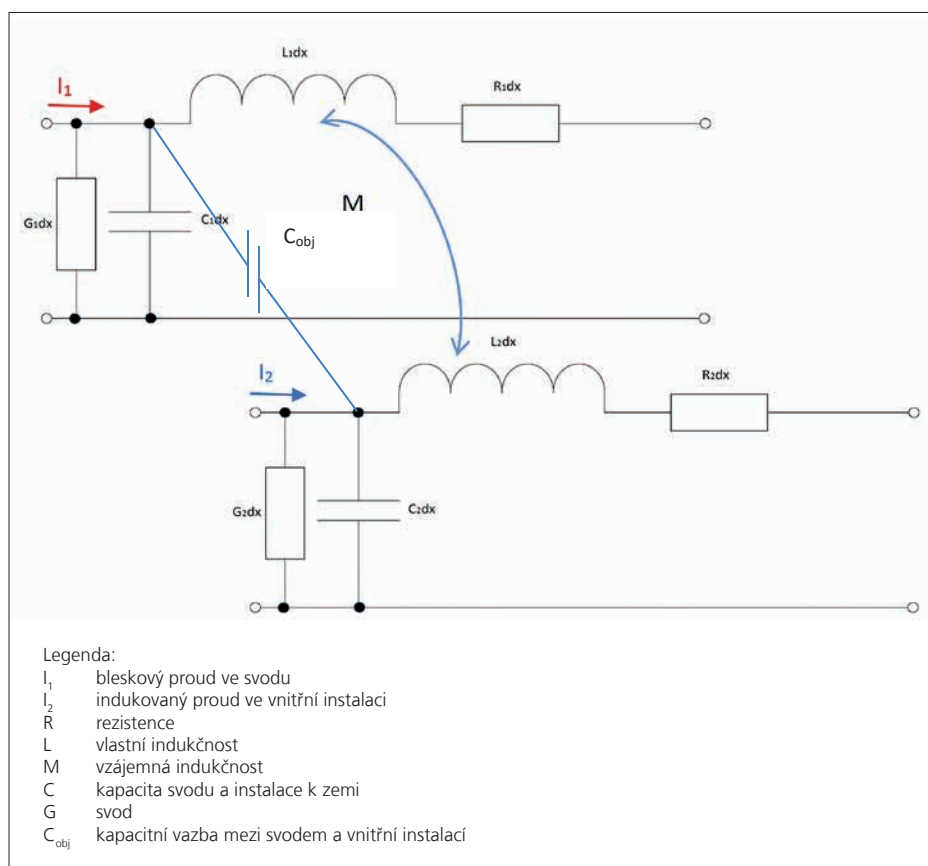 L₁dx
I₁
R₁dx
M
G₁dx
C₁dx
C_obj
L₂dx
I₂
R₂dx
G₂dx
C₂dx
Legenda:
I₁ bleskový proud ve svodu
I₂ indukovaný proud ve vnitřní instalaci
R rezistence
L vlastní indukčnost
M vzájemná indukčnost
C kapacita svodu a instalace k zemi
G svod
C_obj kapacitní vazba mezi svodem a vnitřní instalací